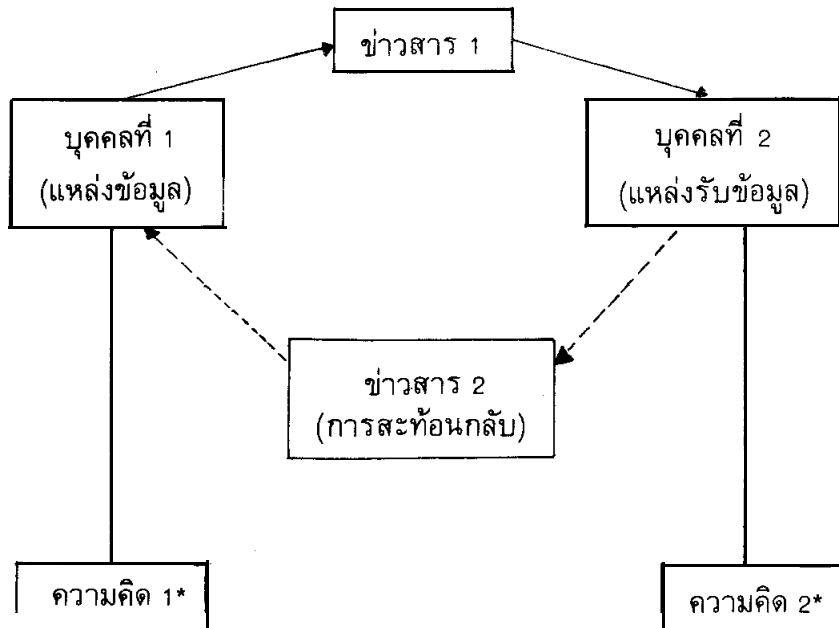 ข่าวสาร 1
บุคคลที่ 1
(แหล่งข้อมูล)
บุคคลที่ 2
(แหล่งรับข้อมูล)
ข่าวสาร 2
(การสะท้อนกลับ)
ความคิด 1*
ความคิด 2*